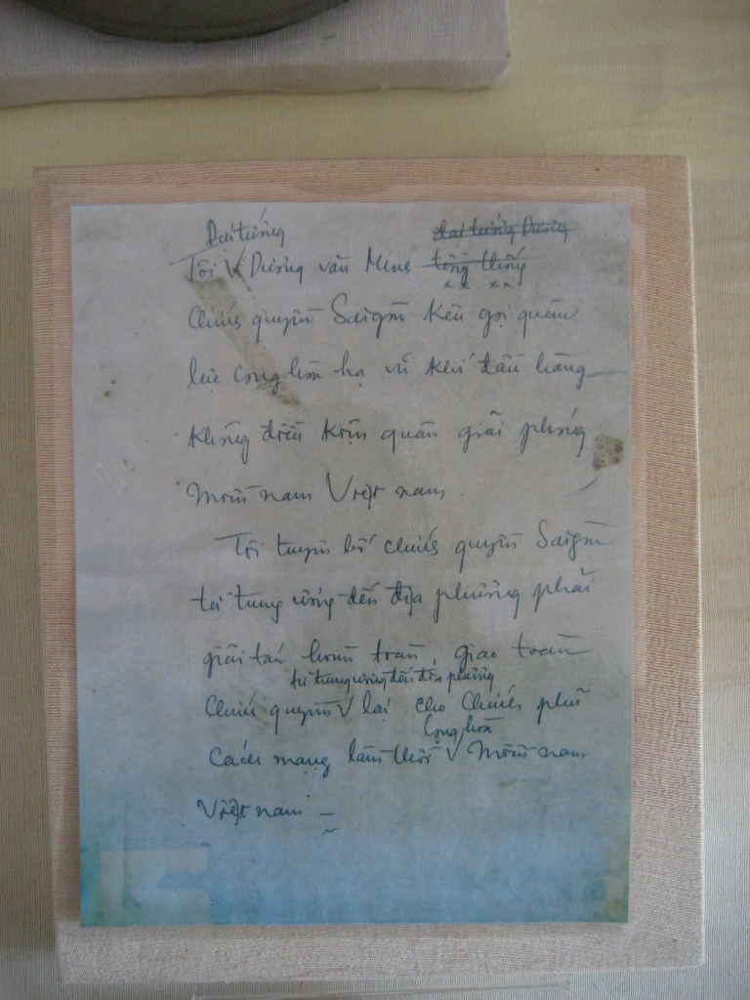 Đại tướng đại tướng Dương
Tôi V Dương văn Minh tổng thống
Chính quyền Saigon kêu gọi quân
lực cộng hòa hạ vũ khí đầu hàng
không điều kiện quân giải phóng
miền nam Việt nam
Tôi tuyên bố chính quyền Saigon
từ trung ương đến địa phương phải
giải tán hoàn toàn, giao toàn
từ trung ương đến địa phương
Chính quyền V lại cho Chính phủ
Cộng hòa
Cách mạng lâm thời V miền nam
Việt nam –